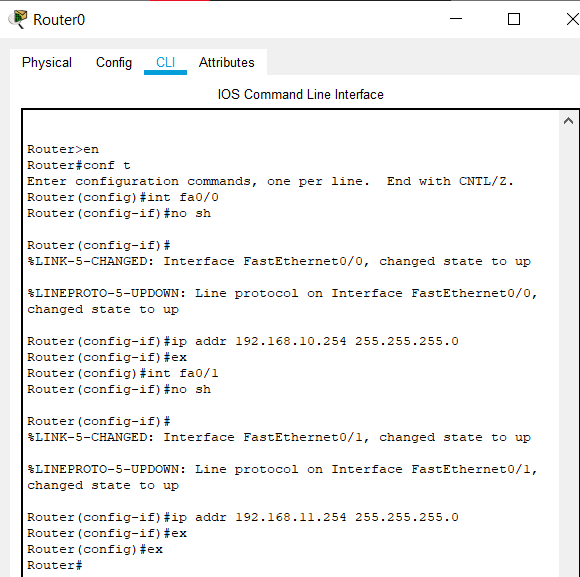 Router0
Physical Config CLI Attributes
IOS Command Line Interface
Router>en
Router#conf t
Enter configuration commands, one per line.  End with CNTL/Z.
Router(config)#int fa0/0
Router(config-if)#no sh
Router(config-if)#
%LINK-5-CHANGED: Interface FastEthernet0/0, changed state to up
%LINEPROTO-5-UPDOWN: Line protocol on Interface FastEthernet0/0,
changed state to up
Router(config-if)#ip addr 192.168.10.254 255.255.255.0
Router(config-if)#ex
Router(config)#int fa0/1
Router(config-if)#no sh
Router(config-if)#
%LINK-5-CHANGED: Interface FastEthernet0/1, changed state to up
%LINEPROTO-5-UPDOWN: Line protocol on Interface FastEthernet0/1,
changed state to up
Router(config-if)#ip addr 192.168.11.254 255.255.255.0
Router(config-if)#ex
Router(config)#ex
Router#